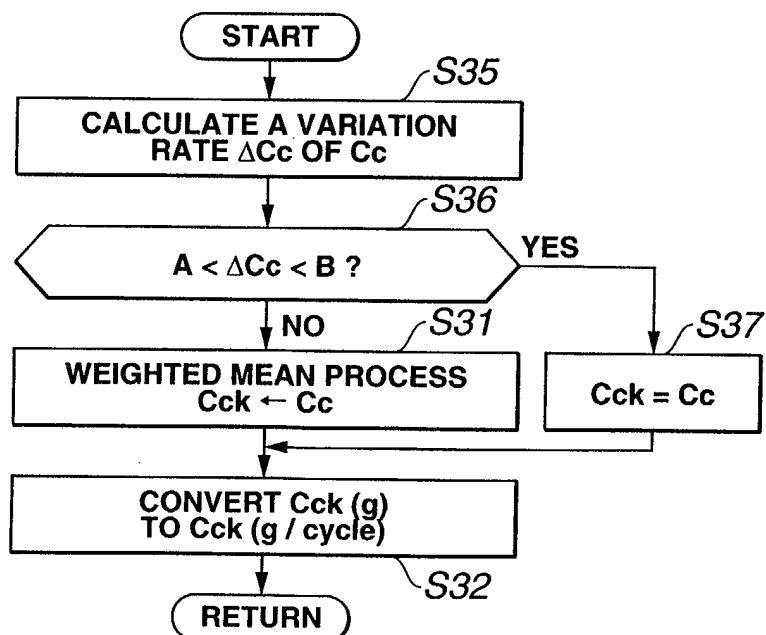 START
S35
CALCULATE A VARIATION
RATE ΔCc OF Cc
S36
A < ΔCc < B ?
YES
NO
S31
S37
WEIGHTED MEAN PROCESS
Cck ← Cc
Cck = Cc
CONVERT Cck (g)
TO Cck (g / cycle)
S32
RETURN